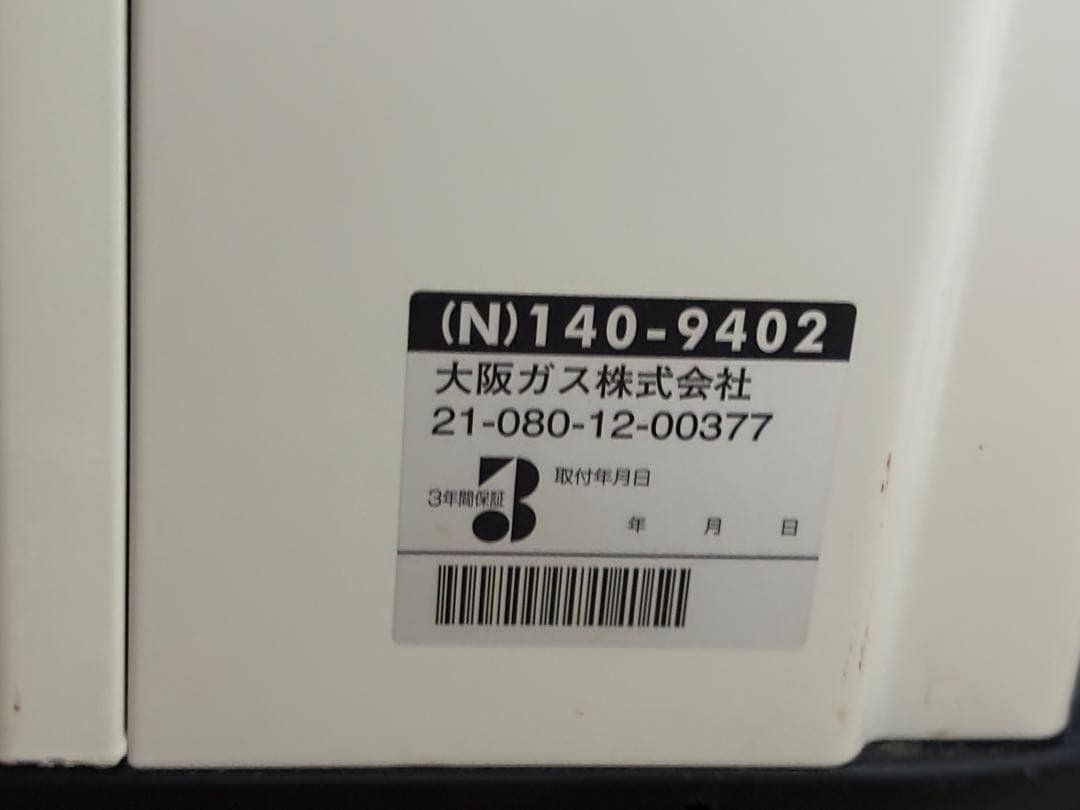 (N)140-9402
大阪ガス株式会社
21-080-12-00377
3年間保証 3 取付年月日
年 月 日